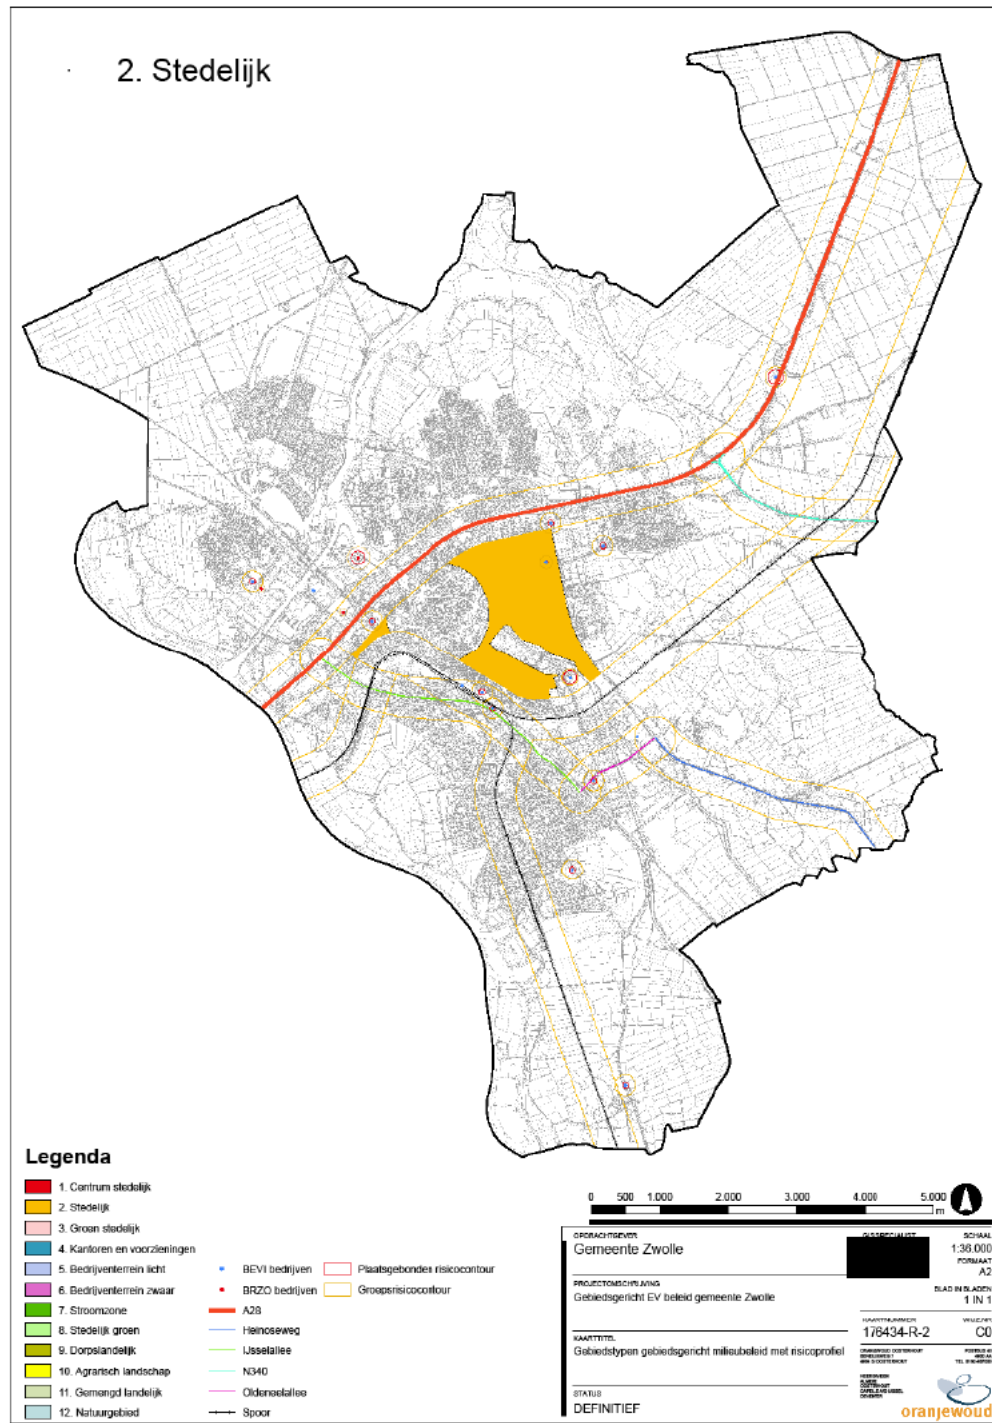 2. Stedelijk
Legenda
1. Centrum stedelijk
2. Stedelijk
3. Groen stedelijk
4. Kantoren en voorzieningen
5. Bedrijventerrein licht
6. Bedrijventerrein zwaar
7. Stroomzone
8. Stedelijk groen
9. Dorpslandelijk
10. Agrarisch landschap
11. Gemengd landelijk
12. Natuurgebied
BEVI bedrijven
BRZO bedrijven
A28
Heinoseweg
IJsselallee
N340
Oldeneelallee
Spoor
Plaatsgebonden risicocontour
Groepsrisicocontour
0 500 1.000 2.000 3.000 4.000 5.000
m
OPDRACHTGEVER
Gemeente Zwolle
GISSPECIALIST
SCHAAL
1:36.000
FORMAAT
A2
PROJECTOMSCHRIJVING
Gebiedsgericht EV beleid gemeente Zwolle
BLAD IN BLADEN
1 IN 1
KAARTTITEL
Gebiedstypen gebiedsgericht milieubeleid met risicoprofiel
KAARTNUMMER
176434-R-2
C0
STATUS
DEFINITIEF
oranjewoud